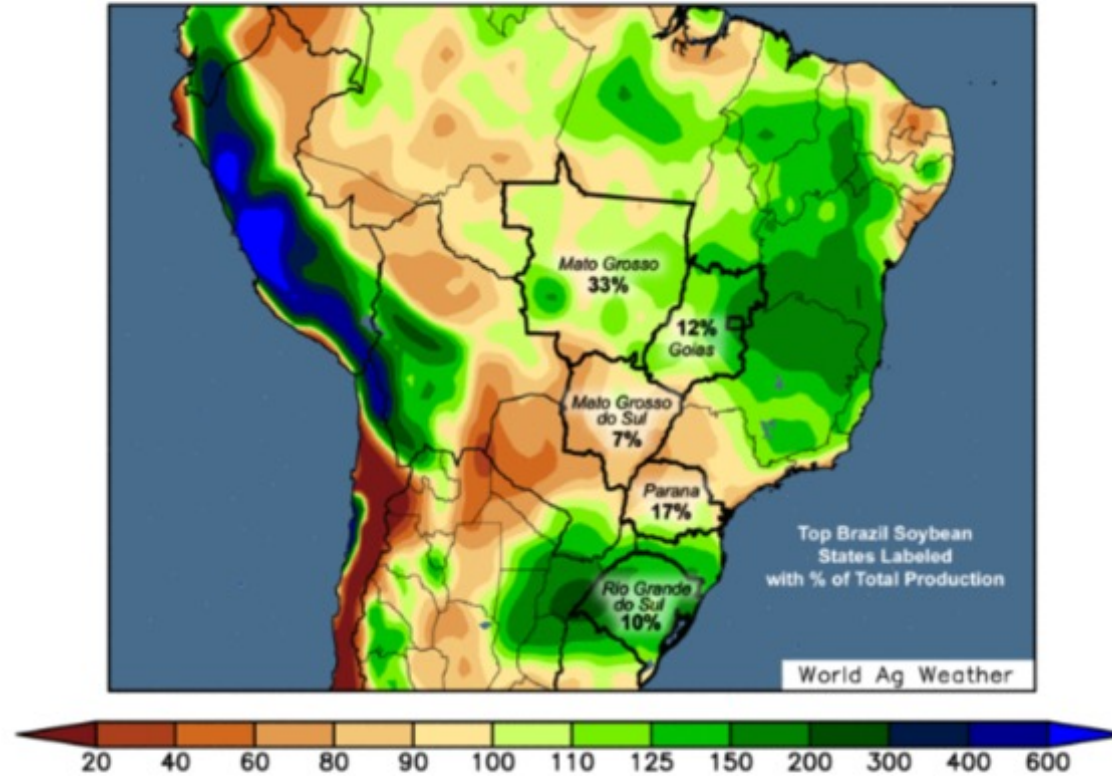 Mato Grosso
33%
12%
Goias
Mato Grosso
do Sul
7%
Parana
17%
Top Brazil Soybean
States Labeled
with % of Total Production
Rio Grande
do Sul
10%
World Ag Weather
20 40 60 80 90 100 110 125 150 200 300 400 600